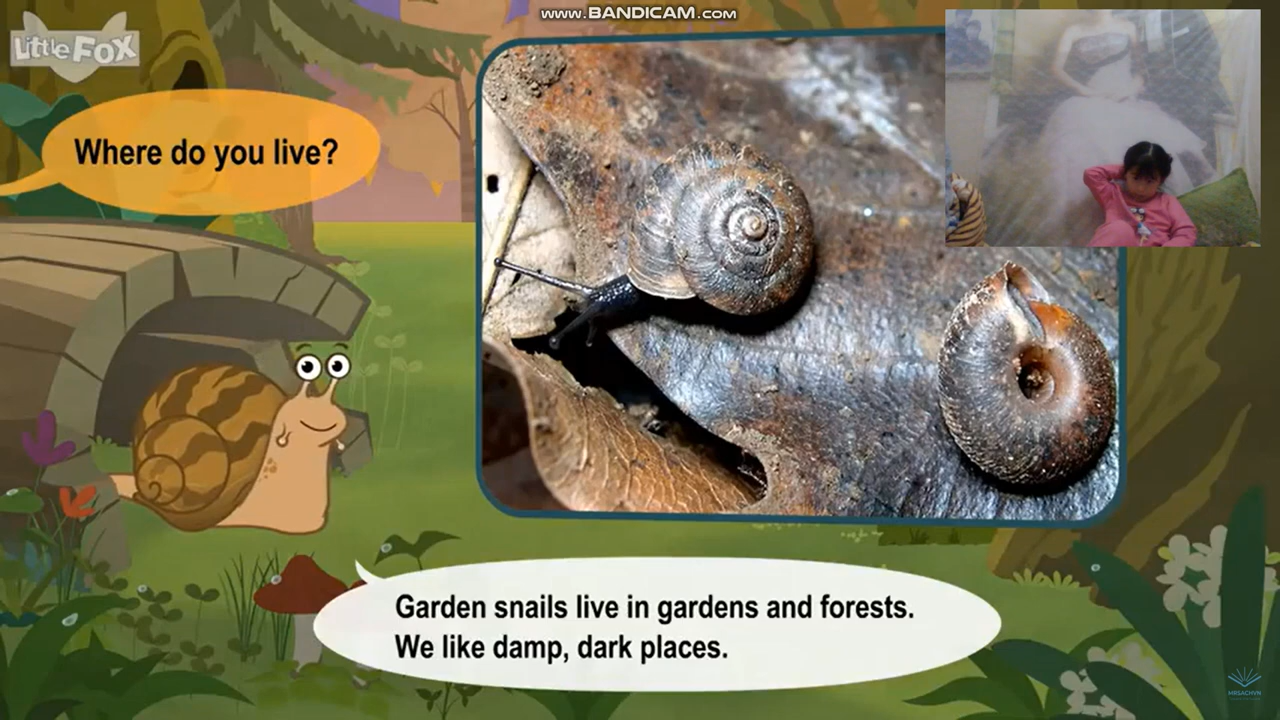 www.BANDICAM.com
Little Fox
Where do you live?
Garden snails live in gardens and forests.
We like damp, dark places.
MRSACHVN